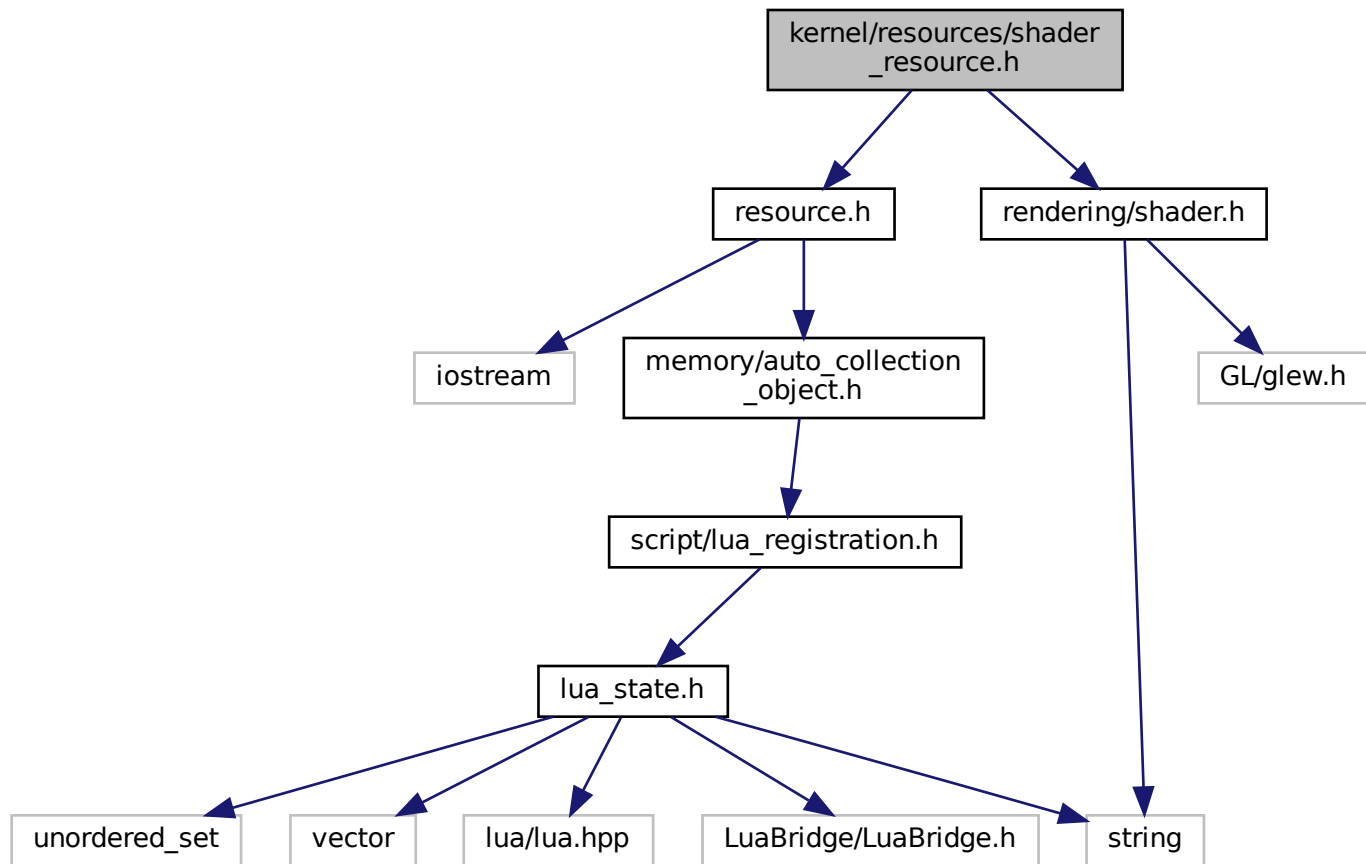 kernel/resources/shader
_resource.h
resource.h
rendering/shader.h
iostream
memory/auto_collection
_object.h
GL/glew.h
script/lua_registration.h
lua_state.h
unordered_set
vector
lua/lua.hpp
LuaBridge/LuaBridge.h
string